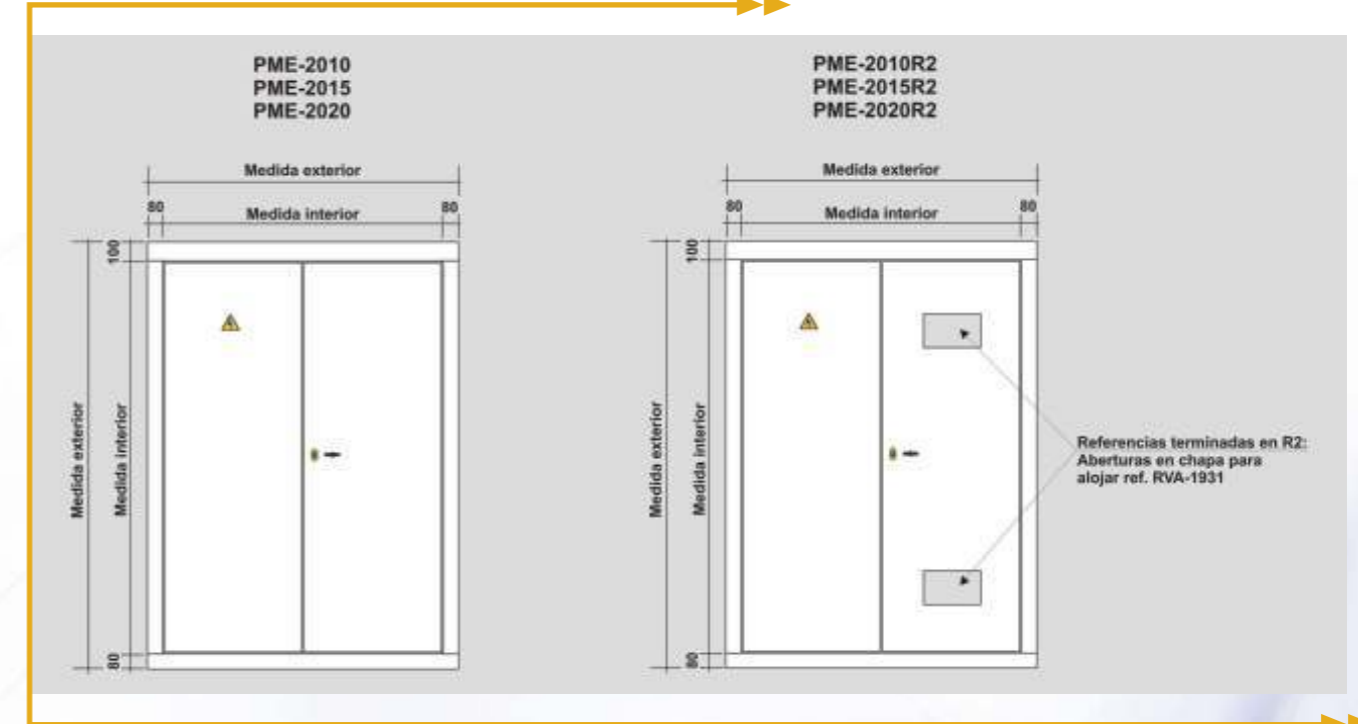 PME-2010
PME-2015
PME-2020
Medida exterior
80
Medida interior
80
100
Medida exterior
Medida interior
80
PME-2010R2
PME-2015R2
PME-2020R2
Medida exterior
80
Medida interior
80
100
Medida exterior
Medida interior
80
Referencias terminadas en R2:
Aberturas en chapa para
alojar ref. RVA-1931